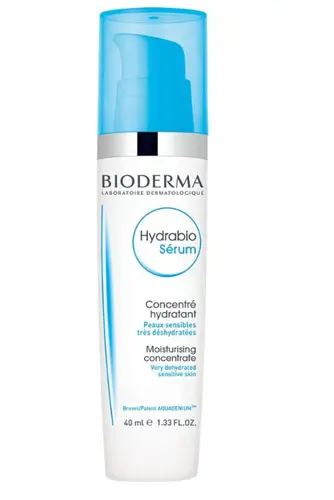 BIODERMA
LABORATOIRE DERMATOLOGIQUE
Hydrabio
Sérum
Concentré
hydratant
Peaux sensibles
très déshydratées
Moisturising
concentrate
Very dehydrated
sensitive skin
Brevet/Patent AQUAGENIUM™
40 ml ℮ 1.33 FL.OZ.